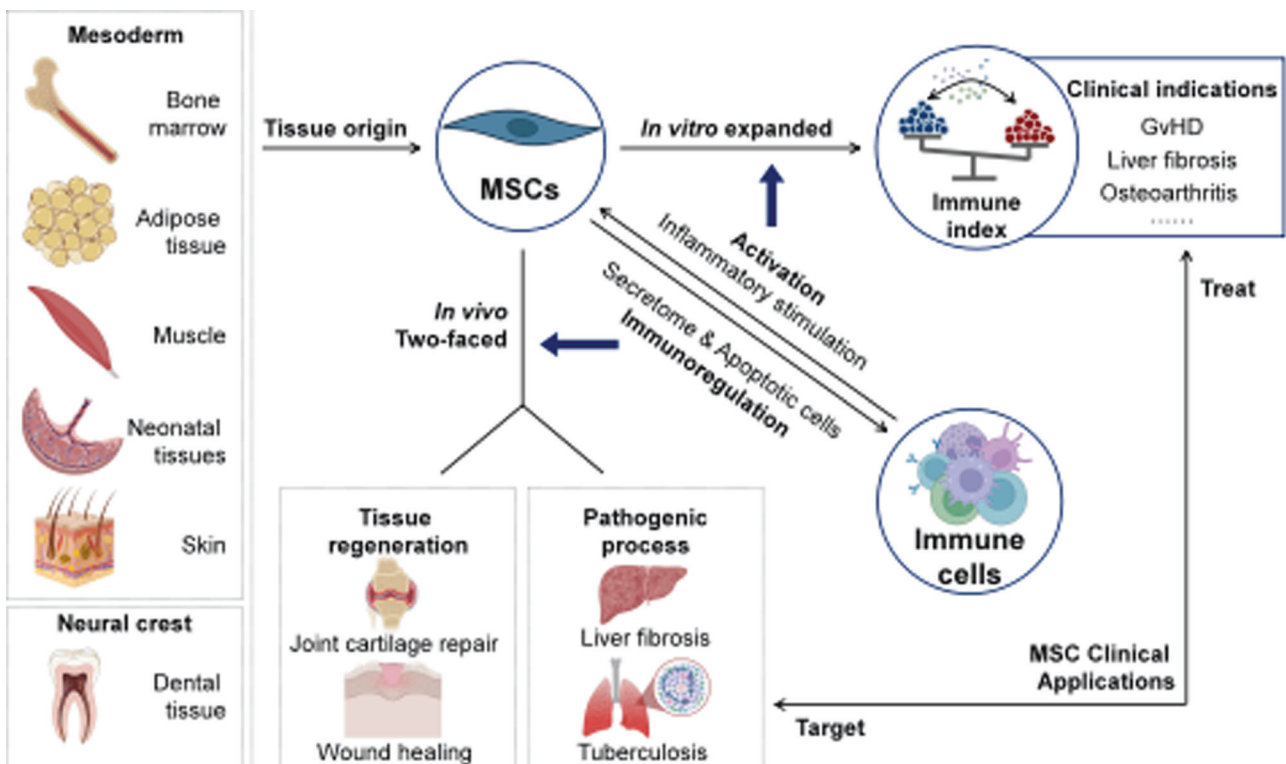 Mesoderm
Bone
marrow
Adipose
tissue
Muscle
Neonatal
tissues
Skin
Neural crest
Dental
tissue
Tissue origin
MSCs
In vitro expanded
Immune
index
Clinical indications
GvHD
Liver fibrosis
Osteoarthritis
......
Activation
Inflammatory stimulation
Secretome & Apoptotic cells
Immunoregulation
In vivo
Two-faced
Treat
Immune
cells
Tissue
regeneration
Joint cartilage repair
Wound healing
Pathogenic
process
Liver fibrosis
Tuberculosis
MSC Clinical
Applications
Target